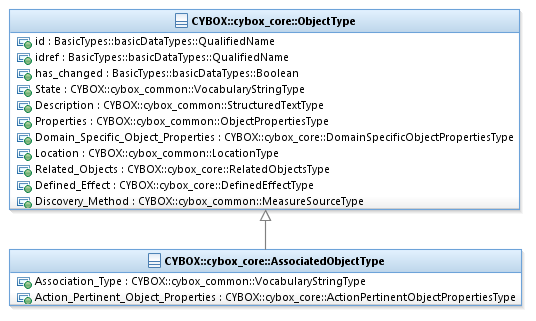 CYBOX::cybox_core::ObjectType
id : BasicTypes::basicDataTypes::QualifiedName
idref : BasicTypes::basicDataTypes::QualifiedName
has_changed : BasicTypes::basicDataTypes::Boolean
State : CYBOX::cybox_common::VocabularyStringType
Description : CYBOX::cybox_common::StructuredTextType
Properties : CYBOX::cybox_common::ObjectPropertiesType
Domain_Specific_Object_Properties : CYBOX::cybox_core::DomainSpecificObjectPropertiesType
Location : CYBOX::cybox_common::LocationType
Related_Objects : CYBOX::cybox_core::RelatedObjectsType
Defined_Effect : CYBOX::cybox_core::DefinedEffectType
Discovery_Method : CYBOX::cybox_common::MeasureSourceType
CYBOX::cybox_core::AssociatedObjectType
Association_Type : CYBOX::cybox_common::VocabularyStringType
Action_Pertinent_Object_Properties : CYBOX::cybox_core::ActionPertinentObjectPropertiesType